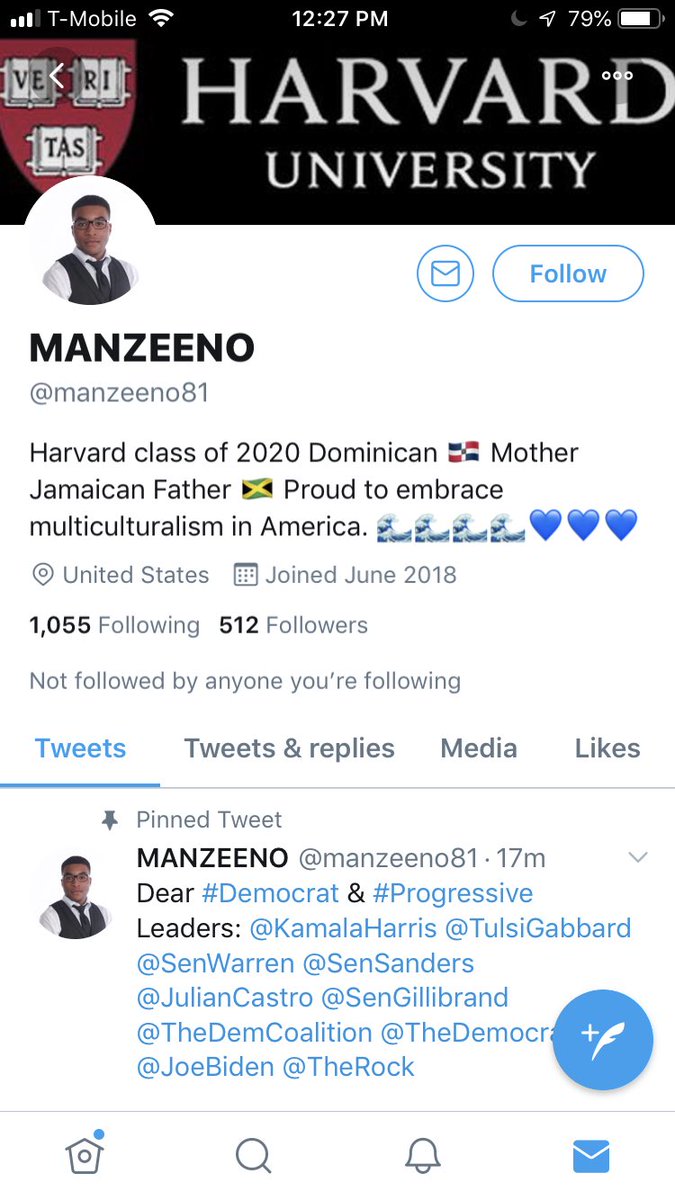 T-Mobile 12:27 PM 79%
VE RI
TAS
HARVARD
UNIVERSITY
Follow
MANZEENO
@manzeeno81
Harvard class of 2020 Dominican 🇩🇴 Mother
Jamaican Father 🇯🇲 Proud to embrace
multiculturalism in America. 🌊🌊🌊🌊💙💙💙
United States Joined June 2018
1,055 Following 512 Followers
Not followed by anyone you’re following
Tweets Tweets & replies Media Likes
Pinned Tweet
MANZEENO @manzeeno81 · 17m
Dear #Democrat & #Progressive
Leaders: @KamalaHarris @TulsiGabbard
@SenWarren @SenSanders
@JulianCastro @SenGillibrand
@TheDemCoalition @TheDemocra
@JoeBiden @TheRock